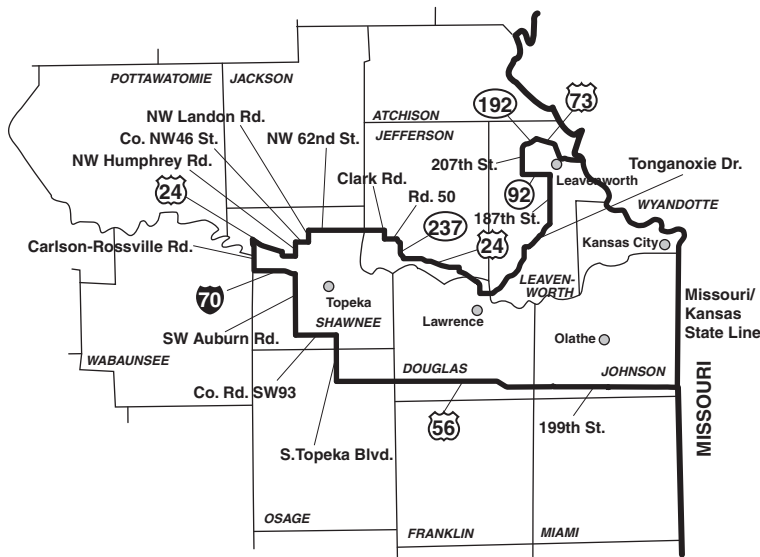 POTTAWATOMIE
JACKSON
NW Landon Rd.
Co. NW46 St.
NW Humphrey Rd.
NW 62nd St.
ATCHISON
JEFFERSON
192
73
207th St.
Leavenworth
Tonganoxie Dr.
24
Clark Rd.
Rd. 50
92
187th St.
WYANDOTTE
237
24
Kansas City
Carlson-Rossville Rd.
70
Topeka
SHAWNEE
LEAVEN-
WORTH
Missouri/
Kansas
State Line
Lawrence
SW Auburn Rd.
Olathe
WABAUNSEE
Co. Rd. SW93
DOUGLAS
JOHNSON
56
199th St.
MISSOURI
S.Topeka Blvd.
OSAGE
FRANKLIN
MIAMI